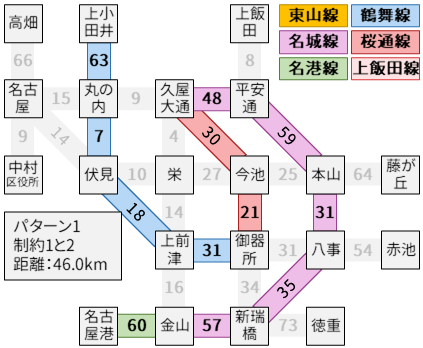 高畑
上小
田井
上飯
田
東山線
鶴舞線
名城線
桜通線
名港線
上飯田線
66
63
8
名古
屋
15
丸の
内
9
久屋
大通
48
平安
通
9
14
7
4
30
59
中村
区役所
伏見
10
栄
27
今池
25
本山
64
藤が
丘
18
14
21
31
パターン1
制約1と2
距離：46.0km
上前
津
31
御器
所
31
八事
54
赤池
16
34
35
名古
屋港
60
金山
57
新瑞
橋
73
徳重